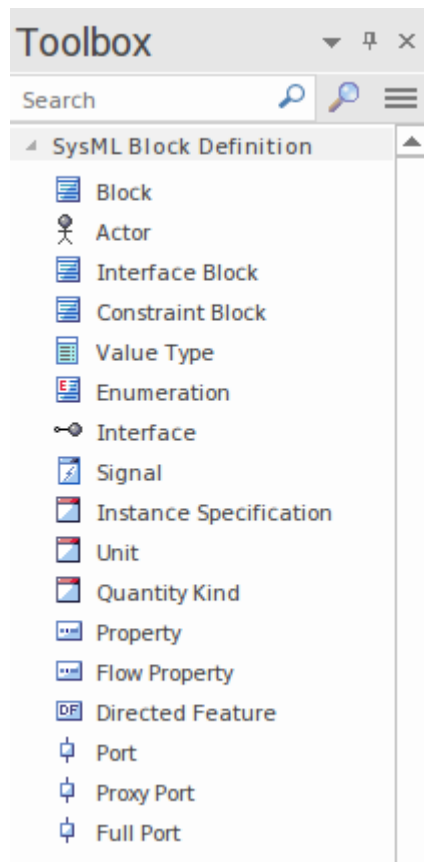 Toolbox
Search
SysML Block Definition
Block
Actor
Interface Block
Constraint Block
Value Type
Enumeration
Interface
Signal
Instance Specification
Unit
Quantity Kind
Property
Flow Property
DF Directed Feature
Port
Proxy Port
Full Port